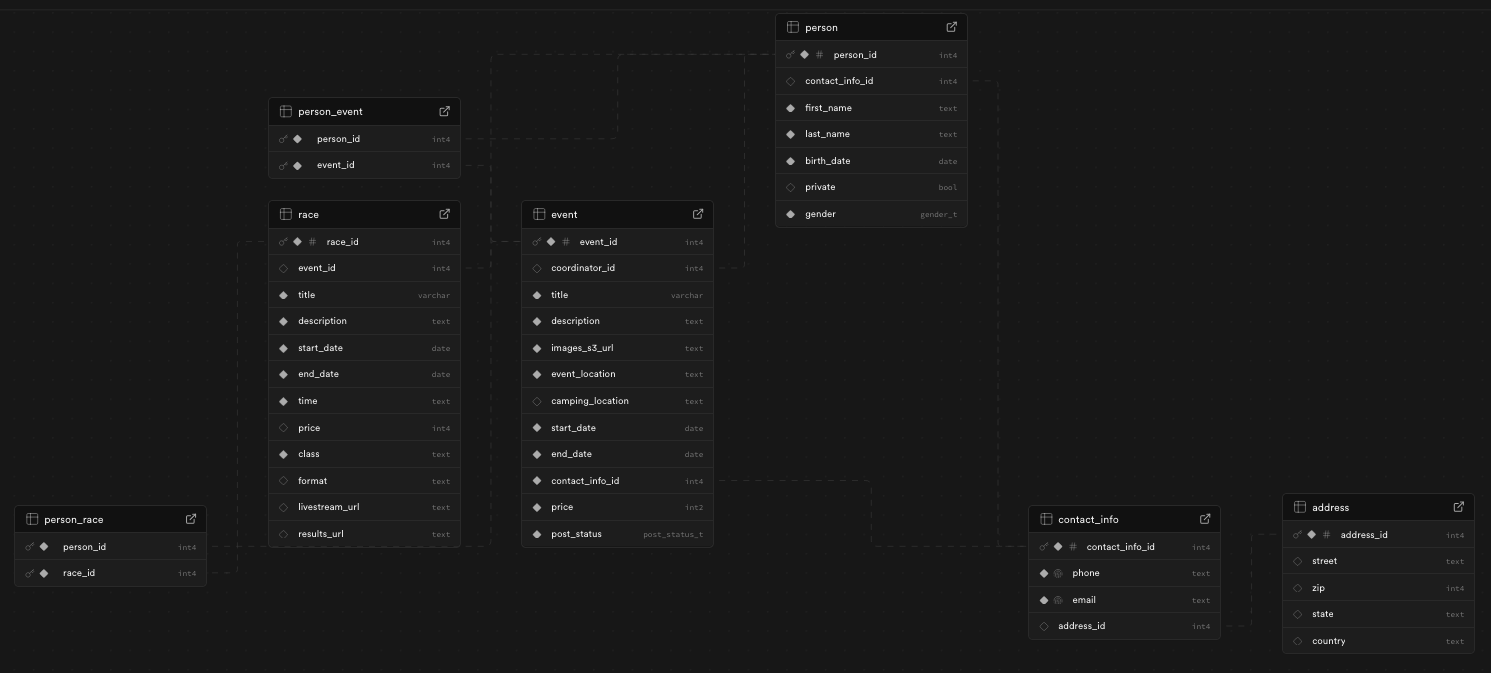 person
person_id int4
contact_info_id int4
first_name text
last_name text
birth_date date
private bool
gender gender_t
person_event
person_id int4
event_id int4
race
race_id int4
event_id int4
title varchar
description text
start_date date
end_date date
time text
price int4
class text
format text
livestream_url text
results_url text
event
event_id int4
coordinator_id int4
title varchar
description text
images_s3_url text
event_location text
camping_location text
start_date date
end_date date
contact_info_id int4
price int2
post_status post_status_t
person_race
person_id int4
race_id int4
contact_info
contact_info_id int4
phone text
email text
address_id int4
address
address_id int4
street text
zip int4
state text
country text